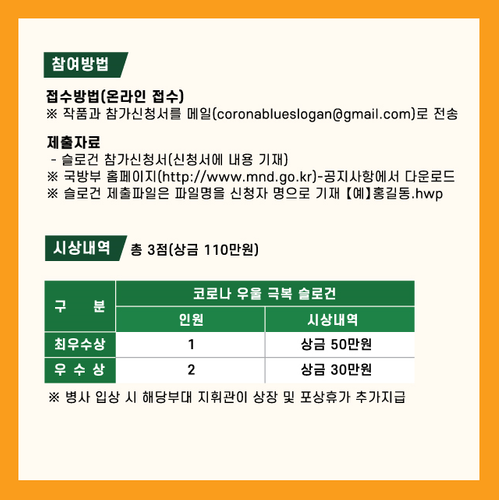 참여방법
접수방법(온라인 접수)
※ 작품과 참가신청서를 메일(coronablueslogan@gmail.com)로 전송
제출자료
- 슬로건 참가신청서(신청서에 내용 기재)
※ 국방부 홈페이지(http://www.mnd.go.kr)-공지사항에서 다운로드
※ 슬로건 제출파일은 파일명을 신청자 명으로 기재 【예】홍길동.hwp
시상내역 총 3점(상금 110만원)
구 분 코로나 우울 극복 슬로건
인원 시상내역
최우수상 1 상금 50만원
우 수 상 2 상금 30만원
※ 병사 입상 시 해당부대 지휘관이 상장 및 포상휴가 추가지급